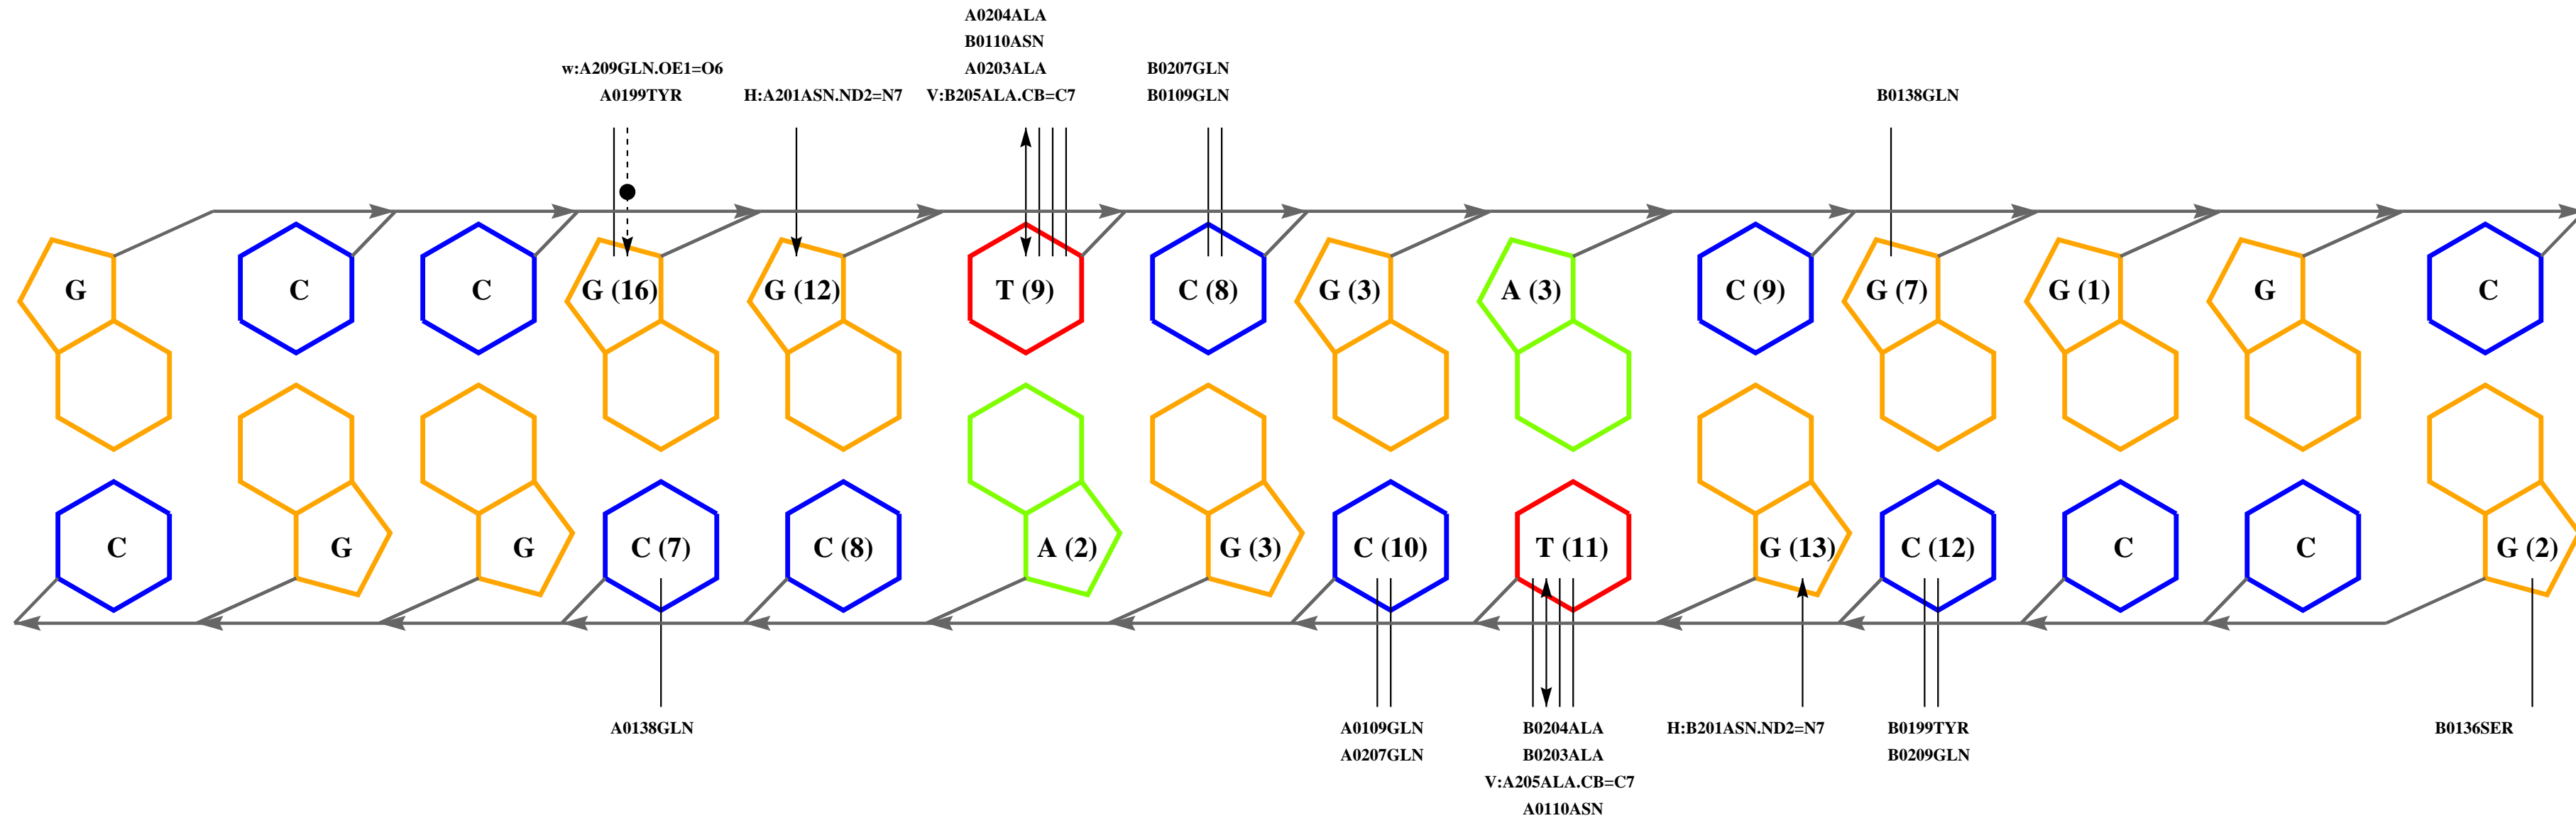 A0204ALA
B0110ASN
w:A209GLN.OE1=O6 A0203ALA B0207GLN
A0199TYR H:A201ASN.ND2=N7 V:B205ALA.CB=C7 B0109GLN B0138GLN
G C C G (16) G (12) T (9) C (8) G (3) A (3) C (9) G (7) G (1) G C
C G G C (7) C (8) A (2) G (3) C (10) T (11) G (13) C (12) C C G (2)
A0138GLN A0109GLN B0204ALA H:B201ASN.ND2=N7 B0199TYR B0136SER
A0207GLN B0203ALA B0209GLN
V:A205ALA.CB=C7
A0110ASN